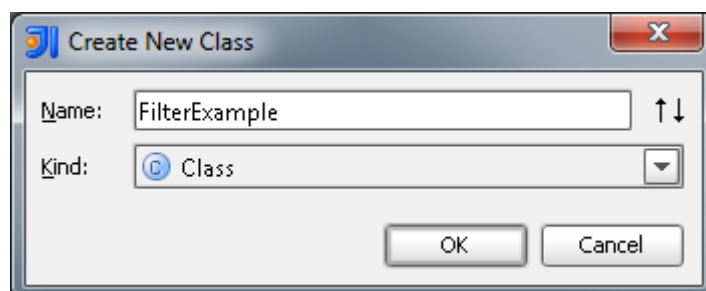 Create New Class
Name: FilterExample
Kind: C Class
OK Cancel